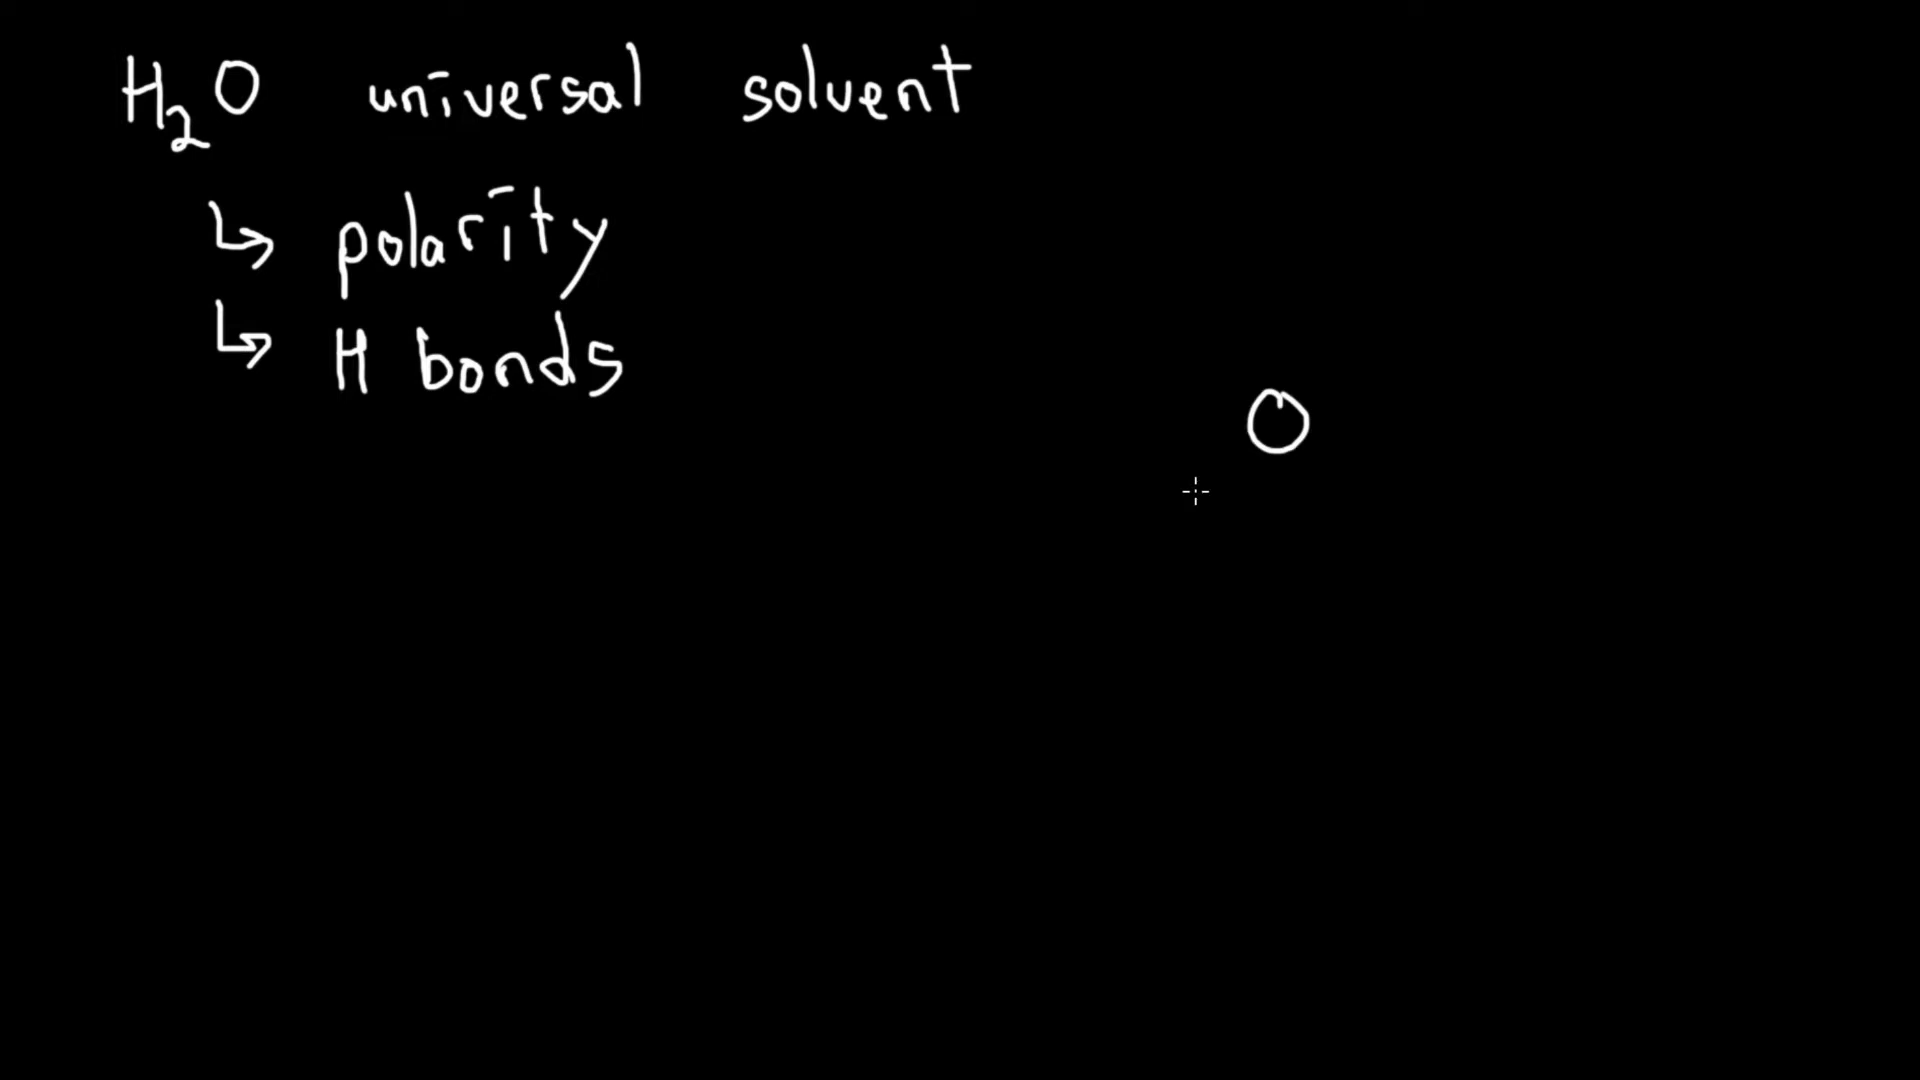 H₂O universal solvent
↳ polarity
↳ H bonds
O